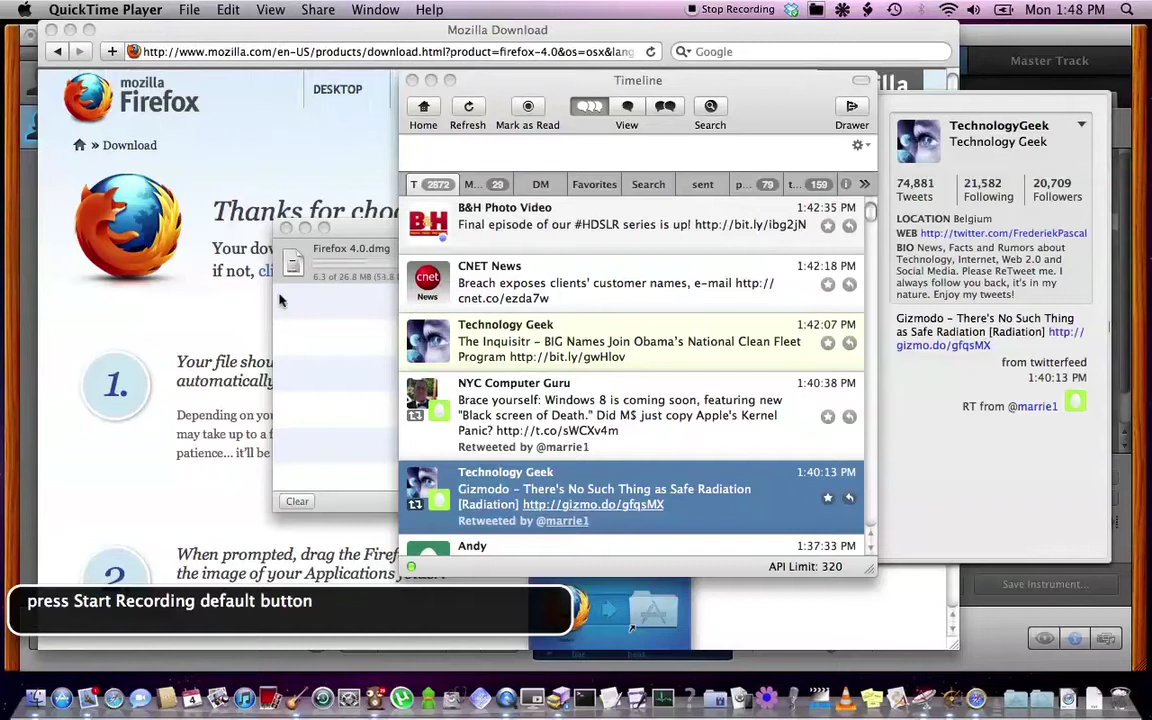 QuickTime Player File Edit View Share Window Help Stop Recording Mon 1:48 PM
Mozilla Download
http://www.mozilla.com/en-US/products/download.html?product=firefox-4.0&os=osx&lang
Google
Master Track
mozilla
Firefox
DESKTOP
» Download
Thanks for cho
Your dow
if not, cli
Firefox 4.0.dmg
6.3 of 26.8 MB (53.8
1.
Your file shou
automatically
Depending on you
may take up to a f
patience... it'll be
Clear
2
When prompted, drag the Firef
the image of your Applications
Timeline
Home Refresh Mark as Read View Search Drawer
T 2872 M... 29 DM Favorites Search sent p... 79 t... 159 »
B&H Photo Video 1:42:35 PM
Final episode of our #HDSLR series is up! http://bit.ly/ibg2jN
CNET News 1:42:18 PM
Breach exposes clients' customer names, e-mail http://
cnet.co/ezda7w
Technology Geek 1:42:07 PM
The Inquisitr – BIG Names Join Obama's National Clean Fleet
Program http://bit.ly/gwHlov
NYC Computer Guru 1:40:38 PM
Brace yourself: Windows 8 is coming soon, featuring new
"Black screen of Death." Did M$ just copy Apple's Kernel
Panic? http://t.co/sWCXv4m
Retweeted by @marrie1
Technology Geek 1:40:13 PM
Gizmodo – There's No Such Thing as Safe Radiation
[Radiation] http://gizmo.do/gfqsMX
Retweeted by @marrie1
Andy 1:37:33 PM
API Limit: 320
TechnologyGeek
Technology Geek
74,881 21,582 20,709
Tweets Following Followers
LOCATION Belgium
WEB http://twitter.com/FrederiekPascal
BIO News, Facts and Rumors about
Technology, Internet, Web 2.0 and
Social Media. Please ReTweet me. I
always follow you back, it's in my
nature. Enjoy my tweets!
Gizmodo – There's No Such Thing
as Safe Radiation [Radiation] http://
gizmo.do/gfqsMX
from twitterfeed
1:40:13 PM
RT from @marrie1
Save Instrument...
press Start Recording default button